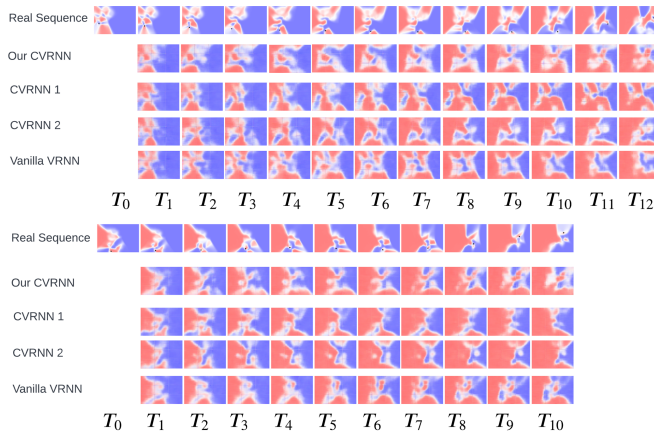 Real Sequence
Our CVRNN
CVRNN 1
CVRNN 2
Vanilla VRNN
T0 T1 T2 T3 T4 T5 T6 T7 T8 T9 T10 T11 T12
Real Sequence
Our CVRNN
CVRNN 1
CVRNN 2
Vanilla VRNN
T0 T1 T2 T3 T4 T5 T6 T7 T8 T9 T10